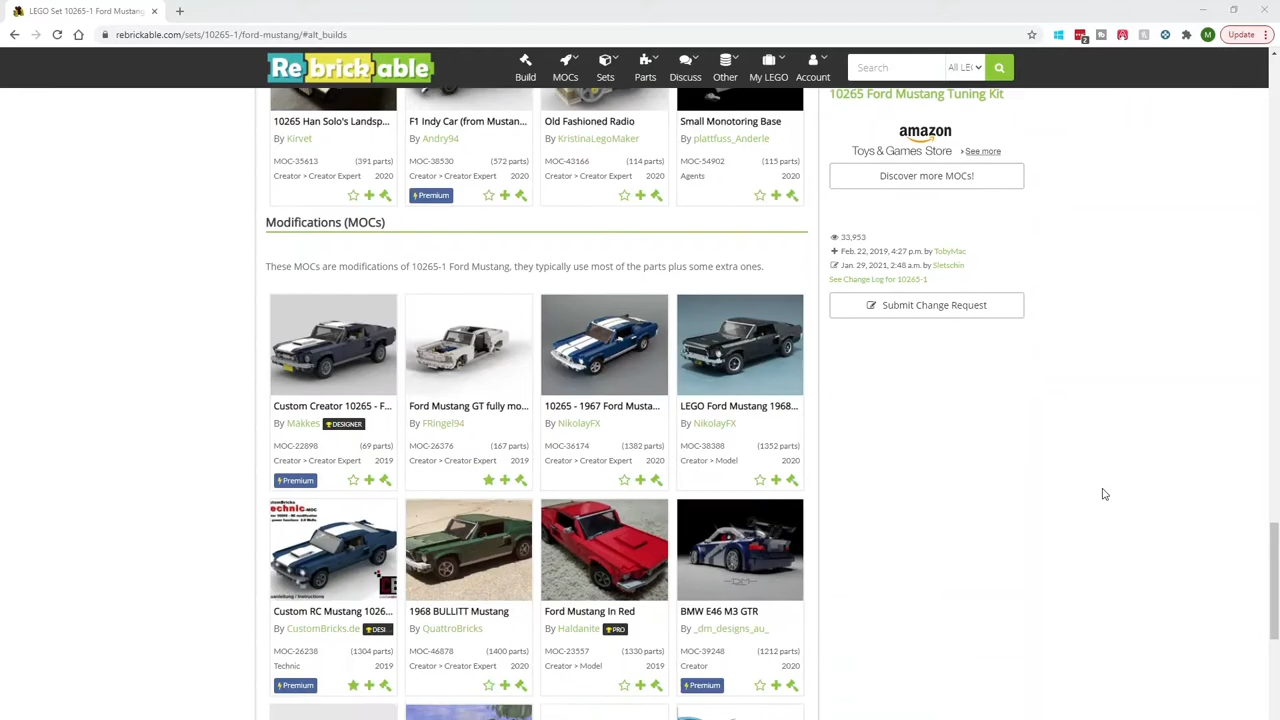 LEGO Set 10265-1 Ford Mustang
rebrickable.com/sets/10265-1/ford-mustang/#alt_builds
2
M
Update
Rebrickable
Build
MOCs
Sets
Parts
Discuss
Other
My LEGO
Account
Search
All LE
10265 Han Solo's Landsp...
By Kirvet
MOC-35613 (391 parts)
Creator > Creator Expert 2020
F1 Indy Car (from Mustan...
By Andry94
MOC-38530 (572 parts)
Creator > Creator Expert 2020
Premium
Old Fashioned Radio
By KristinaLegoMaker
MOC-43166 (114 parts)
Creator > Creator Expert 2020
Small Monotoring Base
By plattfuss_Anderle
MOC-54902 (115 parts)
Agents 2020
10265 Ford Mustang Tuning Kit
amazon
Toys & Games Store › See more
Discover more MOCs!
33,953
Feb. 22, 2019, 4:27 p.m. by TobyMac
Jan. 29, 2021, 2:48 a.m. by Sletschin
See Change Log for 10265-1
Submit Change Request
Modifications (MOCs)
These MOCs are modifications of 10265-1 Ford Mustang, they typically use most of the parts plus some extra ones.
Custom Creator 10265 - F...
By Mäkkes DESIGNER
MOC-22898 (69 parts)
Creator > Creator Expert 2019
Premium
Ford Mustang GT fully mo...
By FRingel94
MOC-26376 (167 parts)
Creator > Creator Expert 2019
10265 - 1967 Ford Musta...
By NikolayFX
MOC-36174 (1382 parts)
Creator > Creator Expert 2020
LEGO Ford Mustang 1968...
By NikolayFX
MOC-38388 (1352 parts)
Creator > Model 2020
Custom RC Mustang 1026...
By CustomBricks.de DESI
MOC-26238 (1304 parts)
Technic 2019
Premium
1968 BULLITT Mustang
By QuattroBricks
MOC-46878 (1400 parts)
Creator > Creator Expert 2020
Ford Mustang In Red
By Haldanite PRO
MOC-23557 (1330 parts)
Creator > Model 2019
BMW E46 M3 GTR
By _dm_designs_au_
MOC-39248 (1212 parts)
Creator 2020
Premium